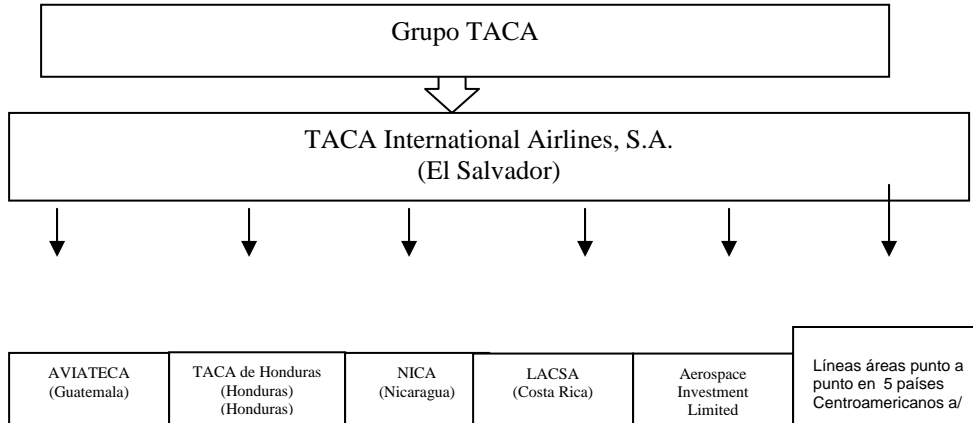 Grupo TACA
TACA International Airlines, S.A.
(El Salvador)
AVIATECA
(Guatemala)
TACA de Honduras
(Honduras)
(Honduras)
NICA
(Nicaragua)
LACSA
(Costa Rica)
Aerospace
Investment
Limited
Líneas áreas punto a
punto en 5 países
Centroamericanos a/